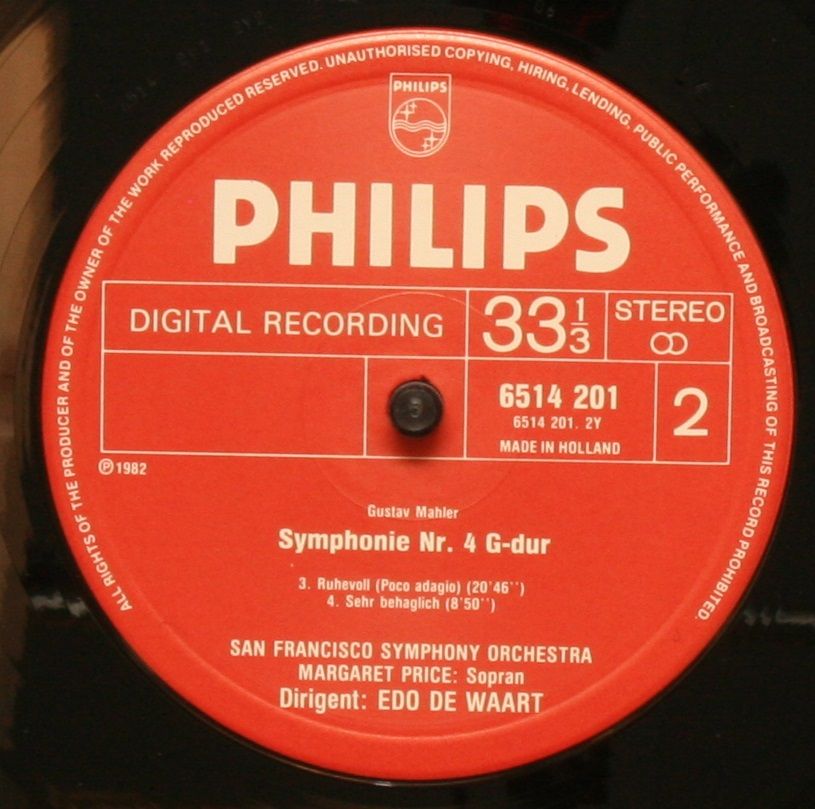 ALL RIGHTS OF THE PRODUCER AND OF THE OWNER OF THE WORK REPRODUCED RESERVED. UNAUTHORISED COPYING, HIRING, LENDING, PUBLIC PERFORMANCE AND BROADCASTING OF THIS RECORD PROHIBITED.
PHILIPS
PHILIPS
DIGITAL RECORDING
33 1/3
STEREO
6514 201
6514 201. 2Y
MADE IN HOLLAND
2
℗ 1982
Gustav Mahler
Symphonie Nr. 4 G-dur
3. Ruhevoll (Poco adagio) (20'46'')
4. Sehr behaglich (8'50'')
SAN FRANCISCO SYMPHONY ORCHESTRA
MARGARET PRICE: Sopran
Dirigent: EDO DE WAART